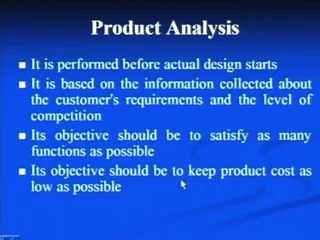 Product Analysis
It is performed before actual design starts
It is based on the information collected about
the customer's requirements and the level of
competition
Its objective should be to satisfy as many
functions as possible
Its objective should be to keep product cost as
low as possible